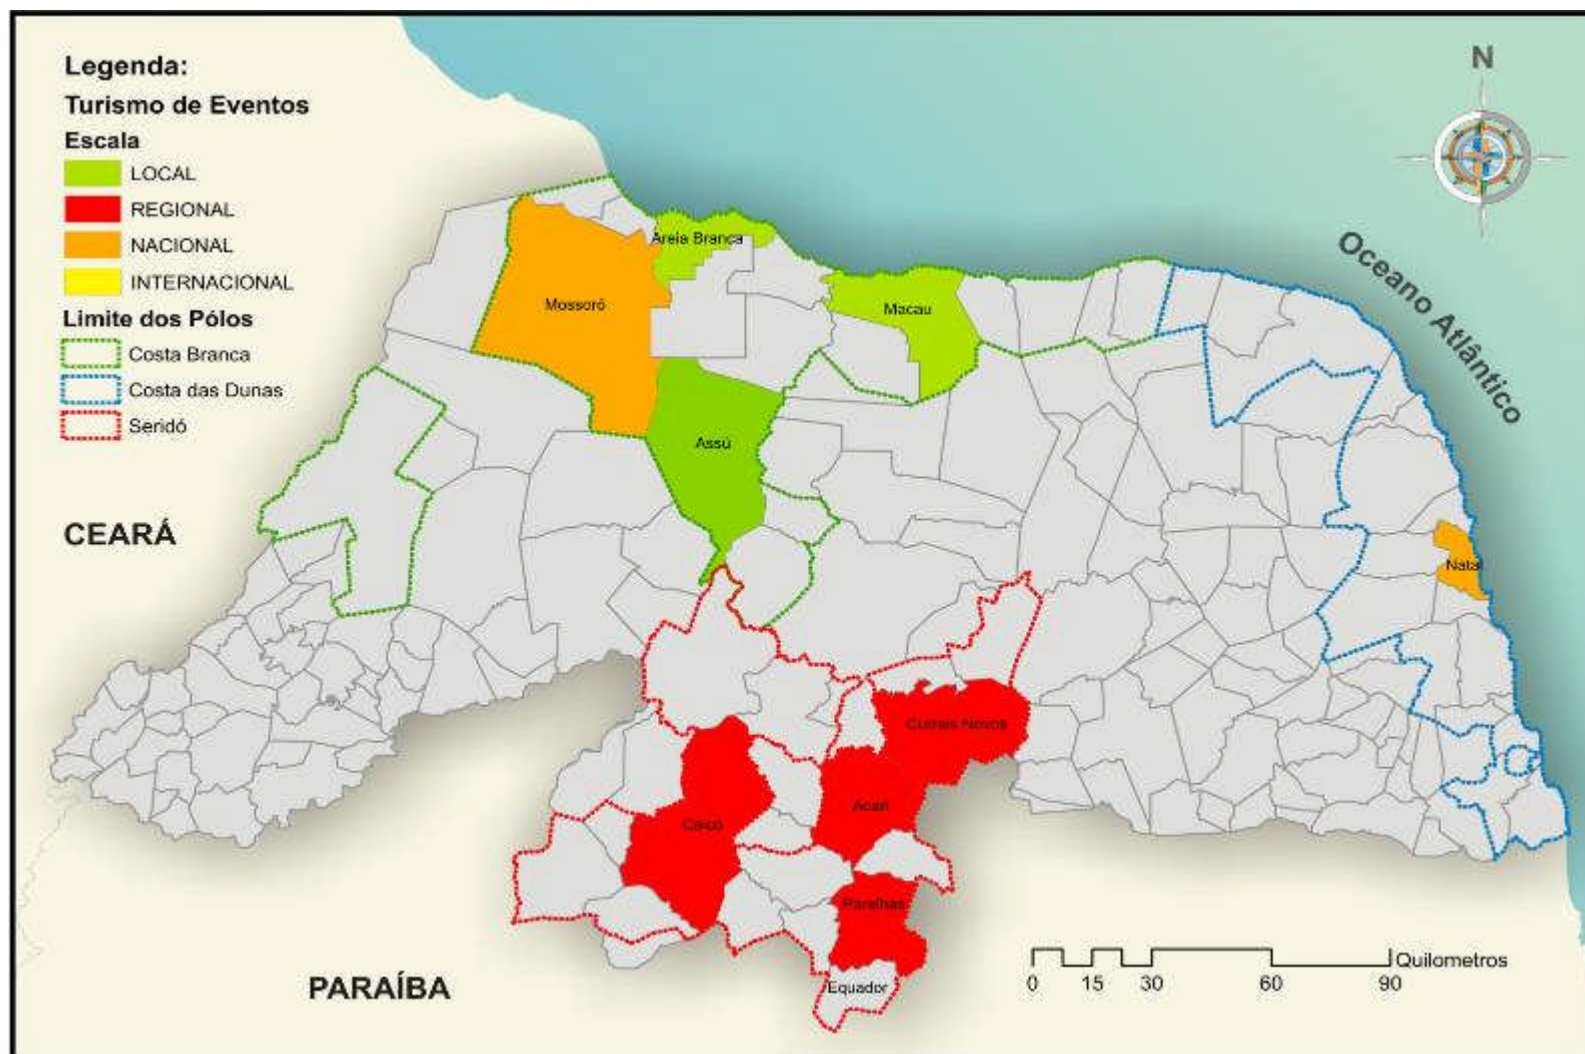 Legenda:
Turismo de Eventos
Escala
LOCAL
REGIONAL
NACIONAL
INTERNACIONAL
Limite dos Pólos
Costa Branca
Costa das Dunas
Seridó
N
Oceano Atlântico
Areia Branca
Mossoró
Macau
Assú
CEARÁ
Natal
Currais Novos
Acari
Caicó
Parelhas
Equador
PARAÍBA
Quilometros
0 15 30 60 90